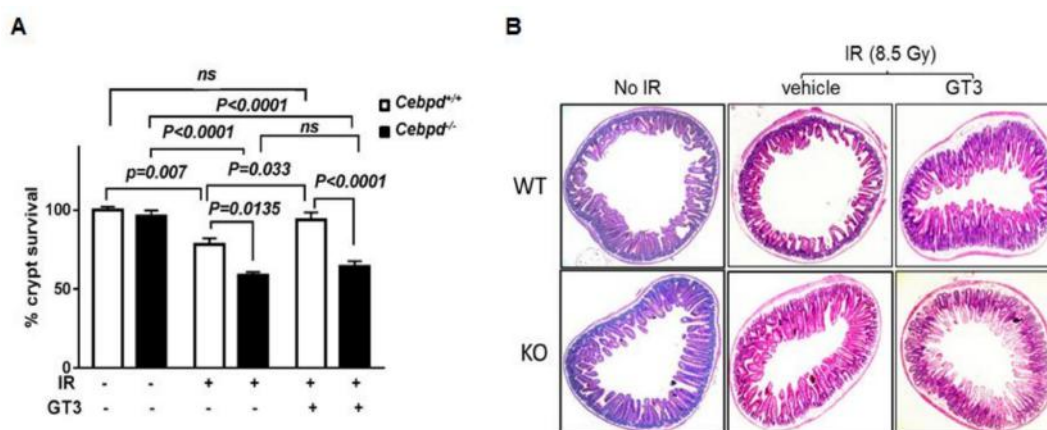 A
B
ns
P<0.0001
P<0.0001
ns
p=0.007
P=0.033
P<0.0001
P=0.0135
Cebpd+/+
Cebpd-/-
% crypt survival
100
50
0
IR - - + + + +
GT3 - - - - + +
IR (8.5 Gy)
No IR vehicle GT3
WT
KO